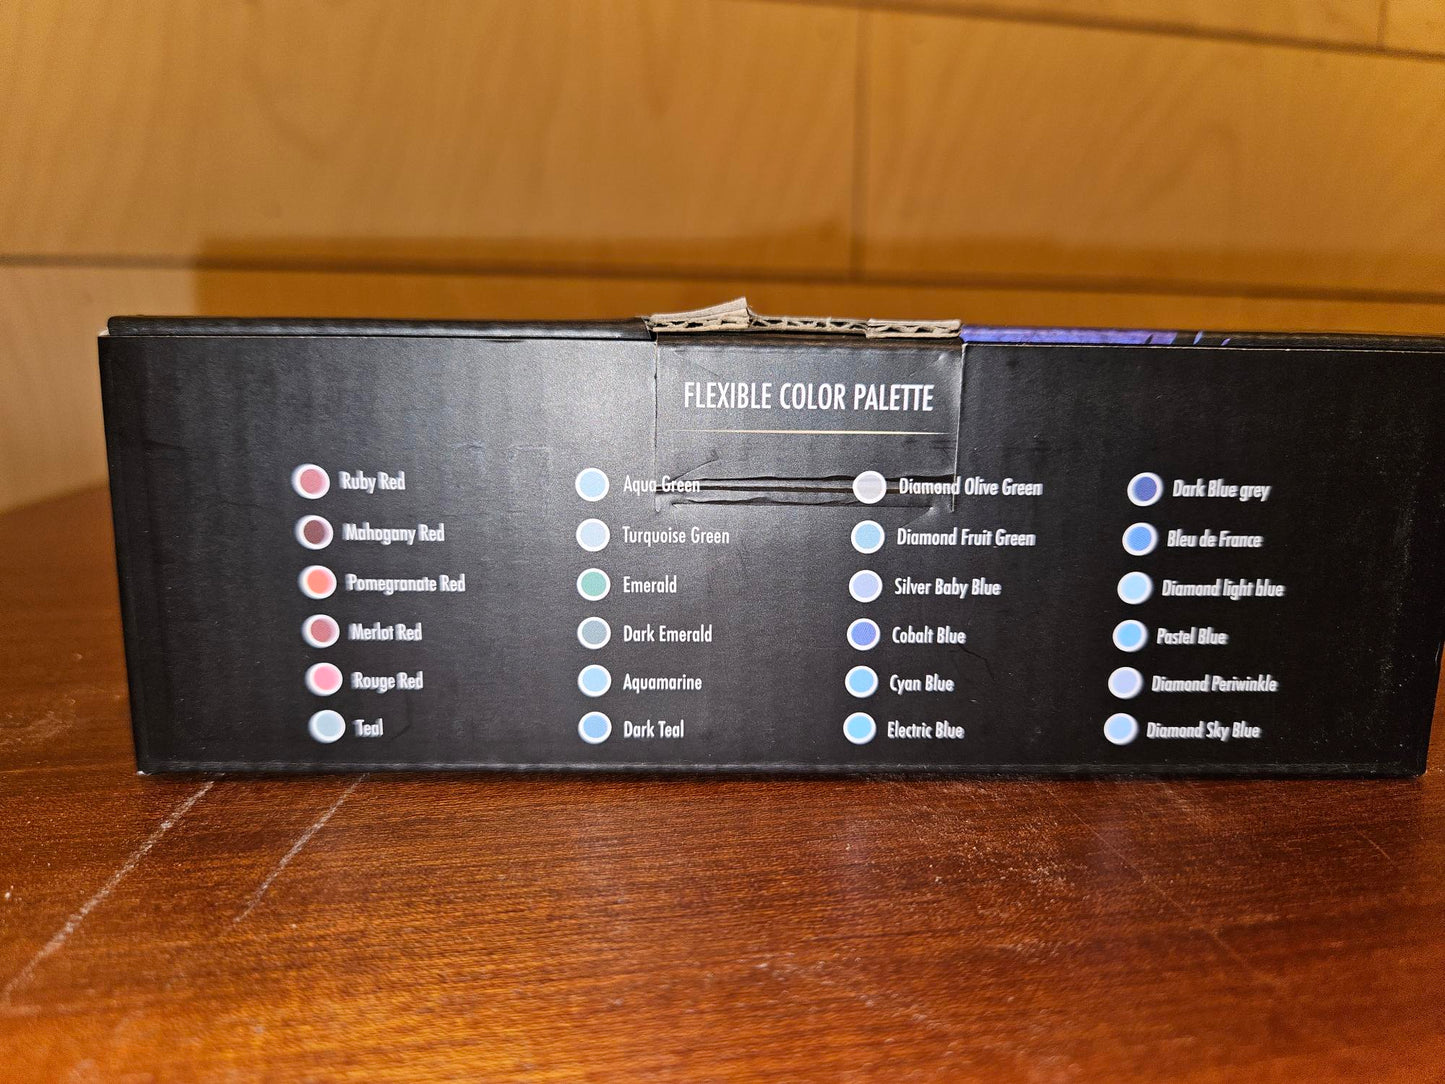 FLEXIBLE COLOR PALETTE
Ruby Red
Mahogany Red
Pomegranate Red
Merlot Red
Rouge Red
Teal
Aqua Green
Turquoise Green
Emerald
Dark Emerald
Aquamarine
Dark Teal
Diamond Olive Green
Diamond Fruit Green
Silver Baby Blue
Cobalt Blue
Cyan Blue
Electric Blue
Dark Blue grey
Bleu de France
Diamond light blue
Pastel Blue
Diamond Periwinkle
Diamond Sky Blue